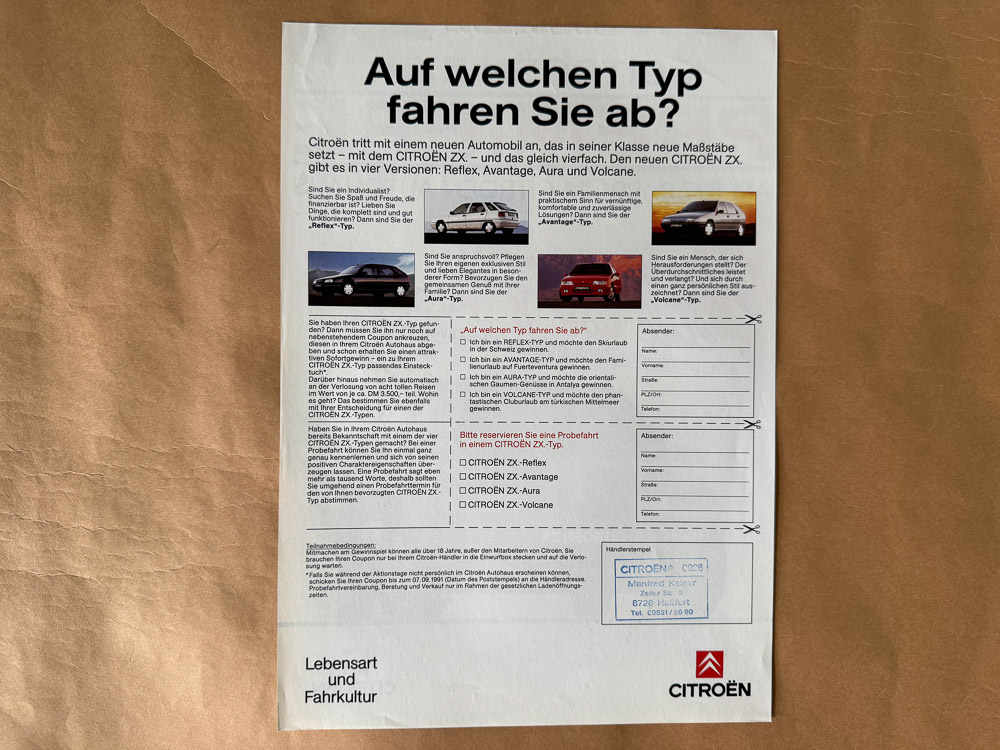 Auf welchen Typ
fahren Sie ab?
Citroën tritt mit einem neuen Automobil an, das in seiner Klasse neue Maßstäbe
setzt – mit dem CITROËN ZX. – und das gleich vierfach. Den neuen CITROËN ZX.
gibt es in vier Versionen: Reflex, Avantage, Aura und Volcane.
Sind Sie ein Individualist?
Suchen Sie Spaß und Freude, die
finanzierbar ist? Lieben Sie
Dinge, die komplett sind und gut
funktionieren? Dann sind Sie der
„Reflex“-Typ.
Sind Sie ein Familienmensch mit
praktischem Sinn für vernünftige,
komfortable und zuverlässige
Lösungen? Dann sind Sie der
„Avantage“-Typ.
Sind Sie anspruchsvoll? Pflegen
Sie Ihren eigenen exklusiven Stil
und lieben Eleganz in beson-
derer Form? Bevorzugen Sie den
gemeinsamen Genuß mit Ihrer
Familie? Dann sind Sie der
„Aura“-Typ.
Sind Sie ein Mensch, der sich
Herausforderungen stellt? Der
Überdurchschnittliches leistet
und verlangt? Und sich durch
einen ganz persönlichen Stil aus-
zeichnet? Dann sind Sie der
„Volcane“-Typ.
Sie haben Ihren CITROËN ZX.-Typ gefun-
den? Dann müssen Sie ihn nur noch auf
nebenstehendem Coupon ankreuzen,
diesen in Ihrem Citroën Autohaus abge-
ben und schon erhalten Sie einen attrak-
tiven Sofortgewinn – ein zu Ihrem
CITROËN ZX.-Typ passendes Einsteck-
tuch*.
Darüber hinaus nehmen Sie automatisch
an der Verlosung von acht tollen Reisen
im Wert von je ca. DM 3.500,– teil. Wohin
es geht? Das bestimmen Sie ebenfalls
mit Ihrer Entscheidung für einen der
CITROËN ZX.-Typen.
„Auf welchen Typ fahren Sie ab?“
Ich bin ein REFLEX-TYP und möchte den Skiurlaub
in der Schweiz gewinnen.
Ich bin ein AVANTAGE-TYP und möchte den Fami-
lienurlaub auf Fuerteventura gewinnen.
Ich bin ein AURA-TYP und möchte die orientali-
schen Gaumen-Genüsse in Antalya gewinnen.
Ich bin ein VOLCANE-TYP und möchte den phan-
tastischen Cluburlaub am türkischen Mittelmeer
gewinnen.
Absender:
Name:
Vorname:
Straße:
PLZ/Ort:
Telefon:
Haben Sie in Ihrem Citroën Autohaus
bereits Bekanntschaft mit einem der vier
CITROËN ZX.-Typen gemacht? Bei einer
Probefahrt können Sie Ihn einmal ganz
genau kennenlernen und sich von seinen
positiven Charaktereigenschaften über-
zeugen lassen. Eine Probefahrt sagt eben
mehr als tausend Worte, deshalb sollten
Sie umgehend einen Probefahrttermin für
den von Ihnen bevorzugten CITROËN ZX.-
Typ abstimmen.
Bitte reservieren Sie eine Probefahrt
in einem CITROËN ZX.-Typ.
CITROËN ZX.-Reflex
CITROËN ZX.-Avantage
CITROËN ZX.-Aura
CITROËN ZX.-Volcane
Absender:
Name:
Vorname:
Straße:
PLZ/Ort:
Telefon:
Teilnahmebedingungen:
Mitmachen am Gewinnspiel können alle über 18 Jahre, außer den Mitarbeitern von Citroën. Sie
brauchen Ihren Coupon nur bei Ihrem Citroën-Händler in die Einwurfbox stecken und auf die Verlo-
sung warten.
*Falls Sie während der Aktionstage nicht persönlich im Citroën Autohaus erscheinen können,
schicken Sie Ihren Coupon bis zum 07.09.1991 (Datum des Poststempels) an die Händleradresse.
Probefahrtvereinbarung, Beratung und Verkauf nur im Rahmen der gesetzlichen Ladenöffnungs-
zeiten.
Händlerstempel
CITROËN
Manfred
Zeiler Str.
8728 Haßfurt
Tel. 09521/
Lebensart
und
Fahrkultur
CITROËN